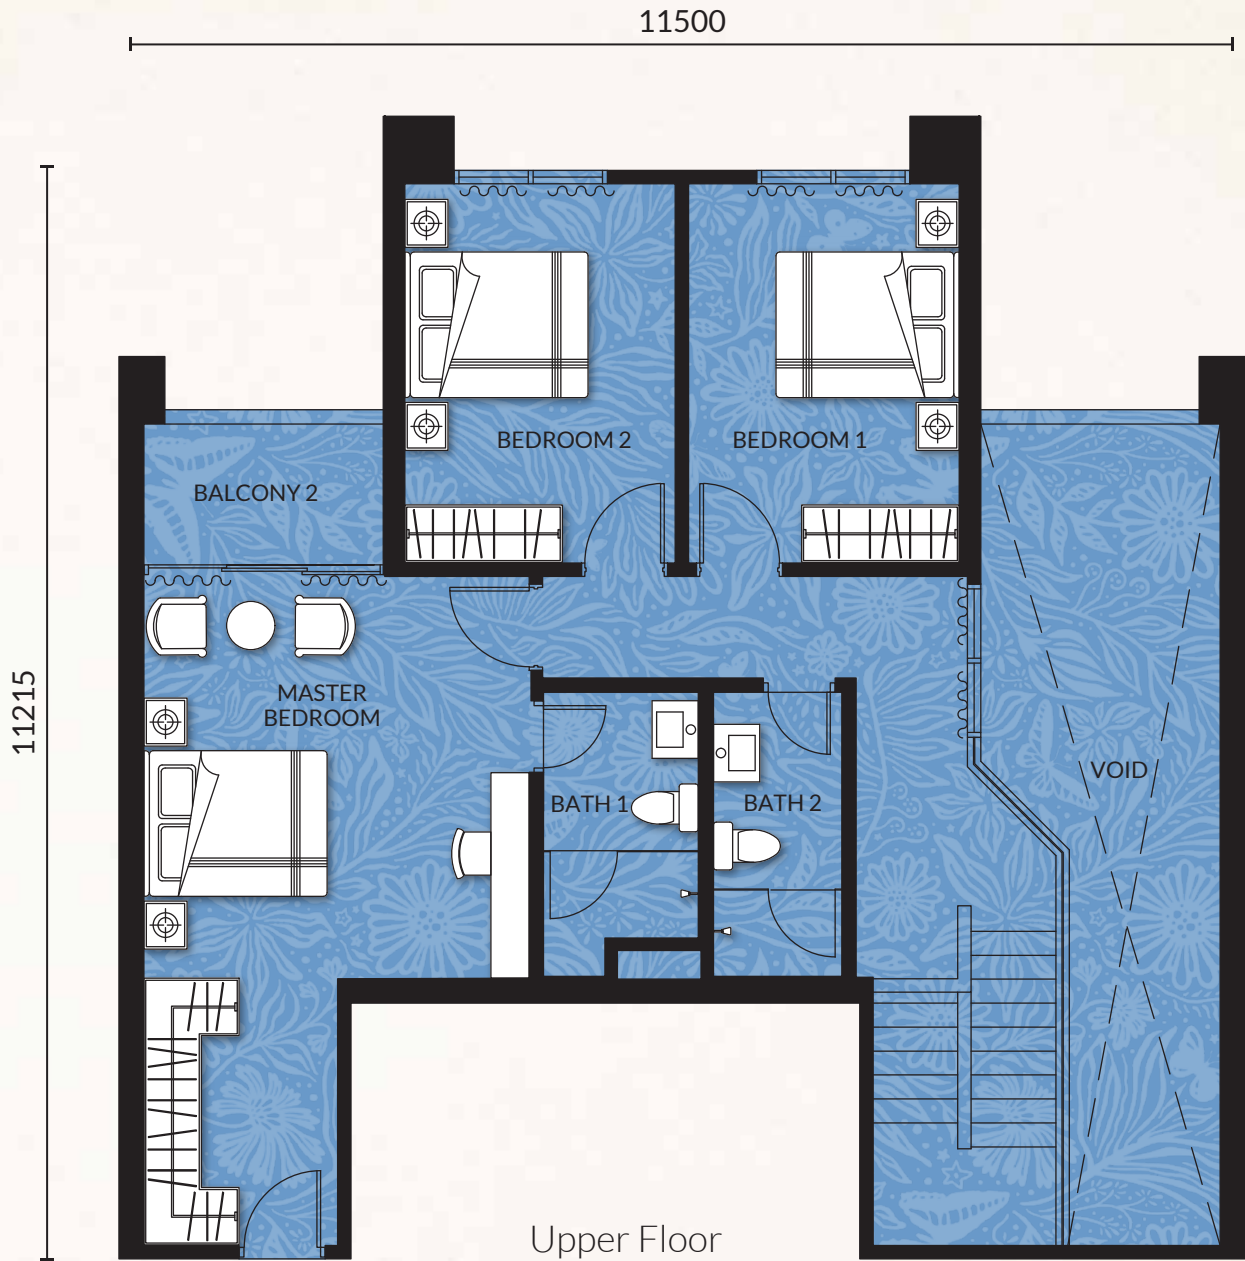 11500
BEDROOM 2
BEDROOM 1
BALCONY 2
11215
MASTER
BEDROOM
VOID
BATH 1
BATH 2
Upper Floor